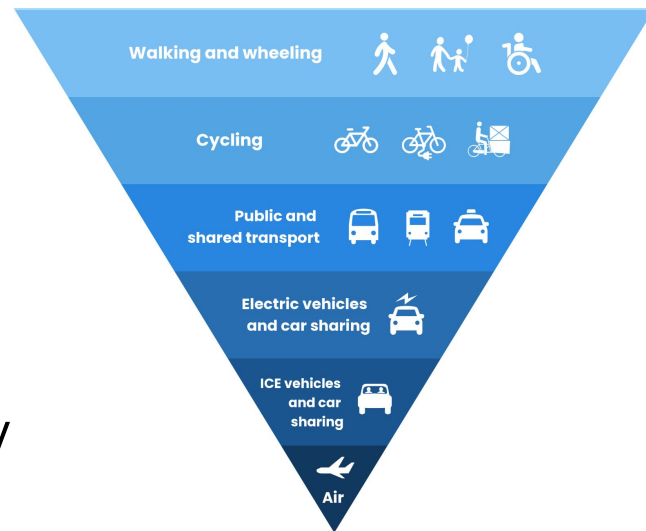 Walking and wheeling
Cycling
Public and
shared transport
Electric vehicles
and car sharing
ICE vehicles
and car
sharing
y
Air